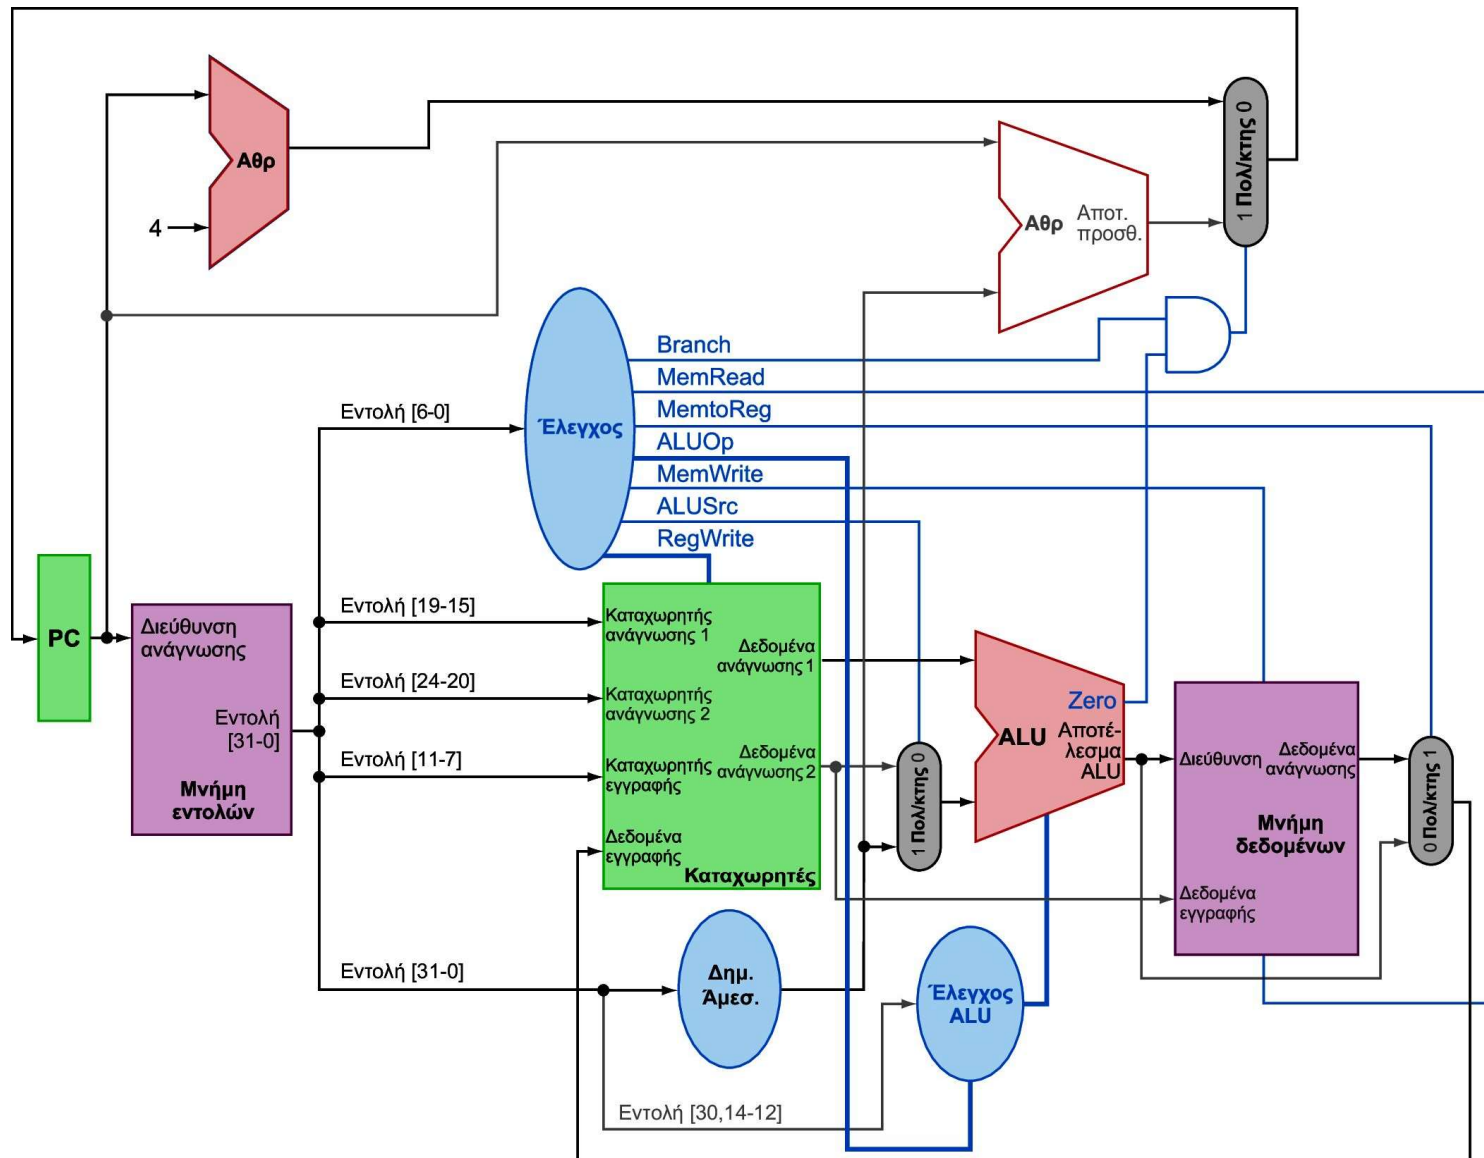 Αθρ
4
1 Πολ/κτης 0
Αθρ
Αποτ.
προσθ.
Branch
MemRead
MemtoReg
ALUOp
MemWrite
ALUSrc
RegWrite
Έλεγχος
Εντολή [6-0]
Εντολή [19-15]
Εντολή [24-20]
Εντολή [11-7]
Εντολή [31-0]
PC
Διεύθυνση
ανάγνωσης
Εντολή
[31-0]
Μνήμη
εντολών
Καταχωρητής
ανάγνωσης 1
Καταχωρητής
ανάγνωσης 2
Καταχωρητής
εγγραφής
Δεδομένα
εγγραφής
Δεδομένα
ανάγνωσης 1
Δεδομένα
ανάγνωσης 2
Καταχωρητές
1 Πολ/κτης 0
Zero
ALU
Αποτέ-
λεσμα
ALU
Διεύθυνση
Δεδομένα
ανάγνωσης
Μνήμη
δεδομένων
Δεδομένα
εγγραφής
0 Πολ/κτης 1
Δημ.
Άμεσ.
Έλεγχος
ALU
Εντολή [30,14-12]